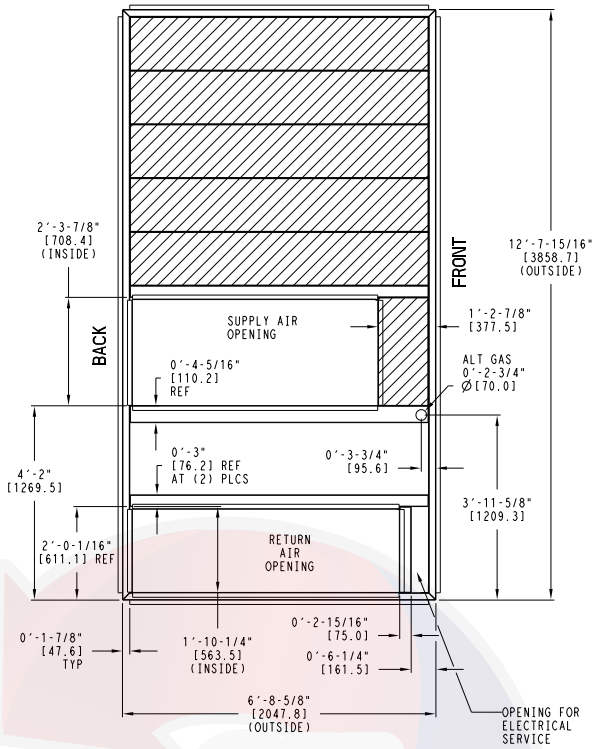 2'-3-7/8"
[708.4]
(INSIDE)
BACK
FRONT
12'-7-15/16"
[3858.7]
(OUTSIDE)
SUPPLY AIR
OPENING
1'-2-7/8"
[377.5]
0'-4-5/16"
[110.2]
REF
ALT GAS
0'-2-3/4"
Ø[70.0]
0'-3"
[76.2] REF
AT (2) PLCS
0'-3-3/4"
[95.6]
4'-2"
[1269.5]
3'-11-5/8"
[1209.3]
2'-0-1/16"
[611.1] REF
RETURN
AIR
OPENING
0'-1-7/8"
[47.6]
TYP
1'-10-1/4"
[563.5]
(INSIDE)
0'-2-15/16"
[75.0]
0'-6-1/4"
[161.5]
6'-8-5/8"
[2047.8]
(OUTSIDE)
OPENING FOR
ELECTRICAL
SERVICE